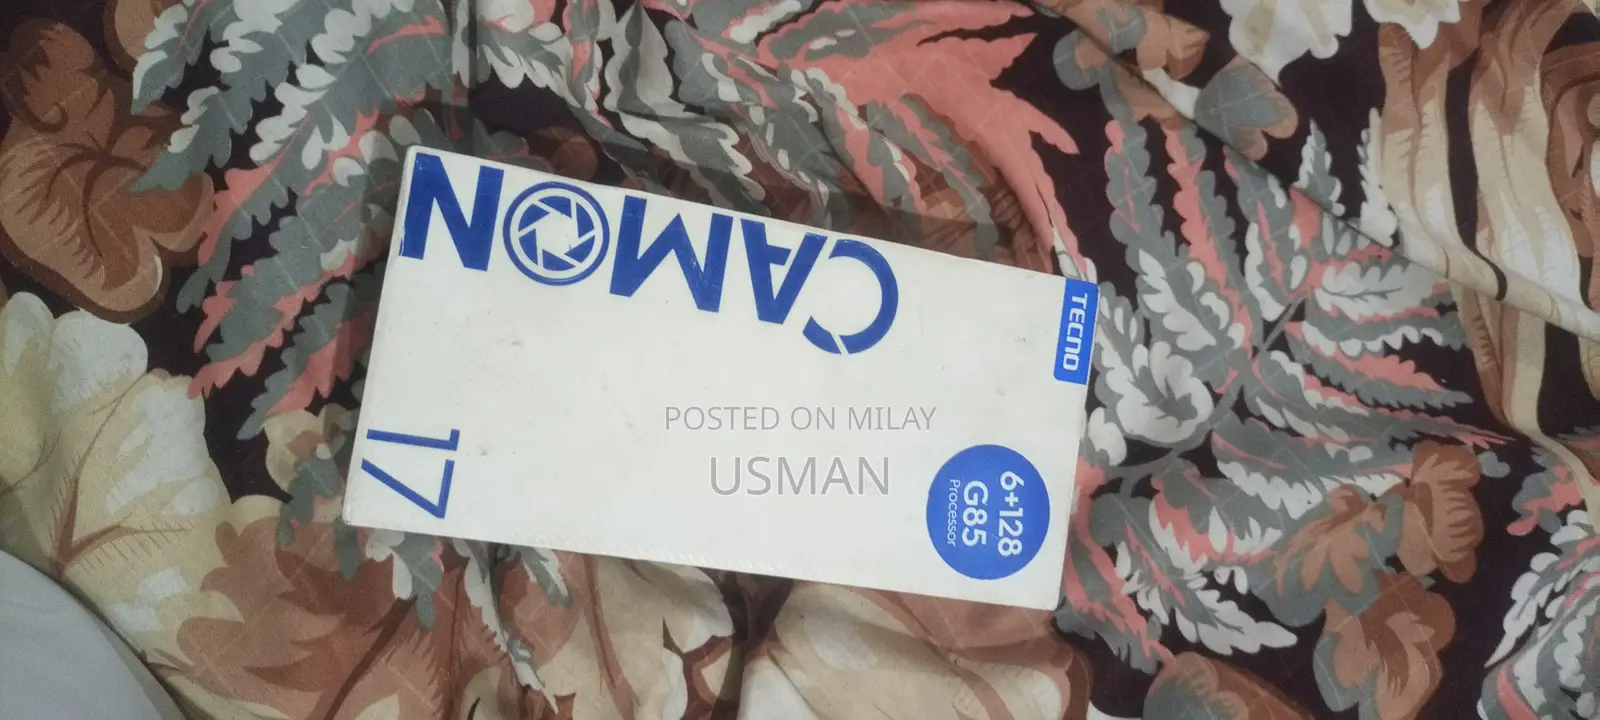 CAMON
17
TECNO
6+128
G85
Processor
POSTED ON MILAY
USMAN